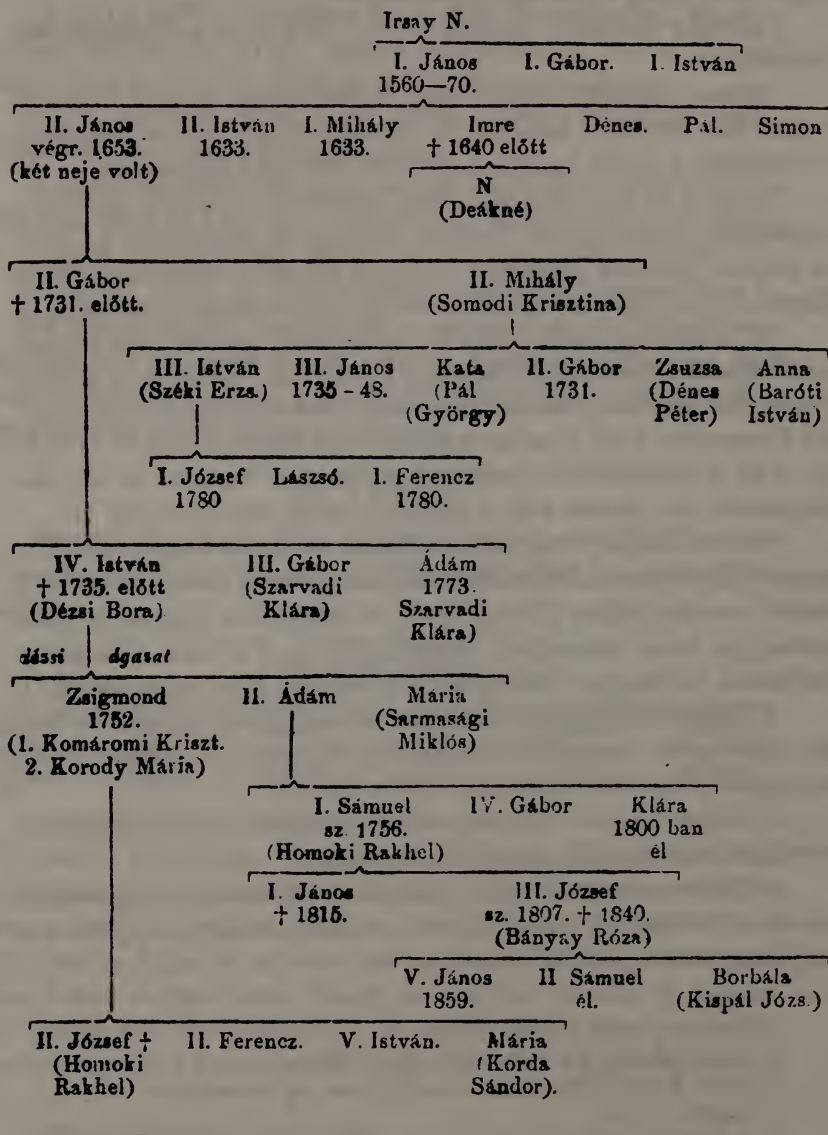 Irsay N.
I. János I. Gábor. I. István
1560—70.
II. János II. István I. Mihály Imre Dénes. Pál. Simon
végr. 1653. 1633. 1633. † 1640 előtt
(két neje volt) N
(Deákné)
II. Gábor II. Mihály
† 1731. előtt. (Somodi Krisztina)
III. István III. János Kata II. Gábor Zsuzsa Anna
(Széki Erzs.) 1735 - 48. (Pál 1731. (Dénes (Baróti
György) Péter) István)
I. József Lászsó. I. Ferencz
1780 1780.
IV. István III. Gábor Ádám
† 1735. előtt (Szarvadi 1773.
(Dézsi Bora) Klára) Szarvadi
Klára)
dézsi ágazat
Zsigmond II. Ádám Mária
1752. (Sarmasági
(1. Komáromi Kriszt. Miklós)
2. Korody Mária)
I. Sámuel IV. Gábor Klára
sz. 1756. 1800 ban
(Homoki Rakhel) él
I. János III. József
† 1815. sz. 1807. † 1840.
(Bányay Róza)
V. János II Sámuel Borbála
1859. él. (Kispál Józs.)
II. József † II. Ferencz. V. István. Mária
(Homoki (Korda
Rakhel) Sándor).